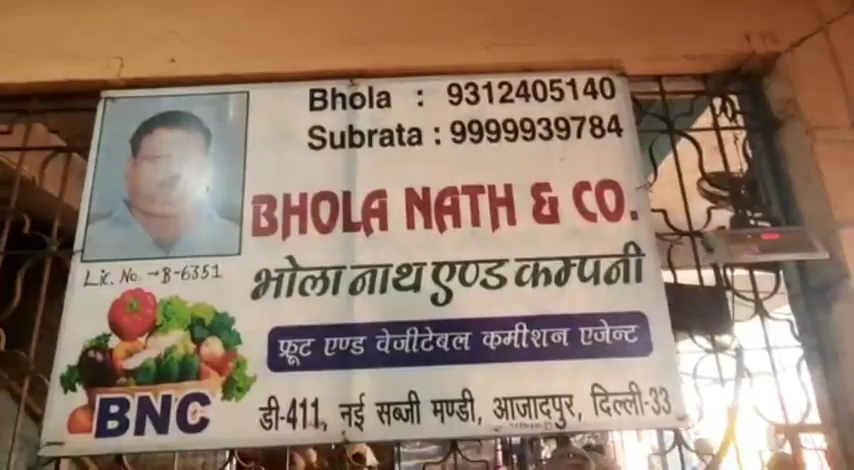 Bhola : 9312405140
Subrata : 9999939784
BHOLA NATH & CO.
Lic. No. → B-6351
भोला नाथ एण्ड कम्पनी
फ्रूट एण्ड वेजीटेबल कमीशन एजेन्ट
BNC
डी-411, नई सब्जी मण्डी, आजादपुर, दिल्ली-33